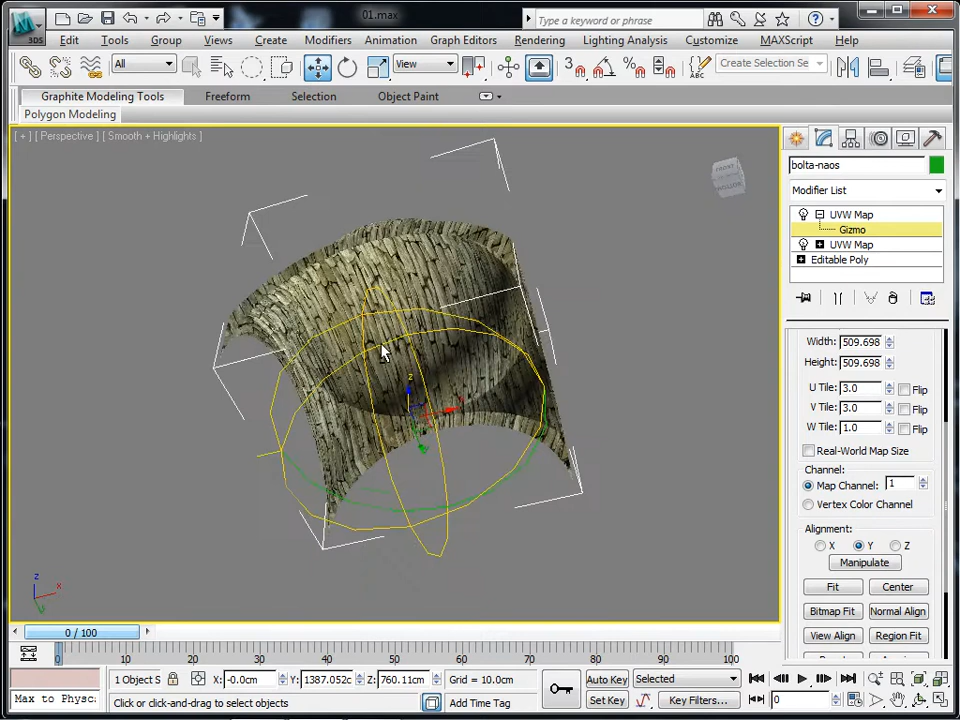 01.max
Type a keyword or phrase
3DS
Edit Tools Group Views Create Modifiers Animation Graph Editors Rendering Lighting Analysis Customize MAXScript Help
All View 3 ABC Create Selection Se
Graphite Modeling Tools Freeform Selection Object Paint
Polygon Modeling
[ + ] [ Perspective ] [ Smooth + Highlights ]
bolta-naos
Modifier List
UVW Map
Gizmo
UVW Map
Editable Poly
Width: 509.698
Height: 509.698
U Tile: 3.0 Flip
V Tile: 3.0 Flip
W Tile: 1.0 Flip
Real-World Map Size
Channel:
Map Channel: 1
Vertex Color Channel
Alignment:
X Y Z
Manipulate
Fit Center
Bitmap Fit Normal Align
View Align Region Fit
FRONT
z
z
x
y
0 / 100
0 10 20 30 40 50 60 70 80 90 100
1 Object S X: -0.0cm Y: 1387.052c Z: 760.11cm Grid = 10.0cm Auto Key Selected
Max to Physc Click or click-and-drag to select objects Add Time Tag Set Key Key Filters... 0